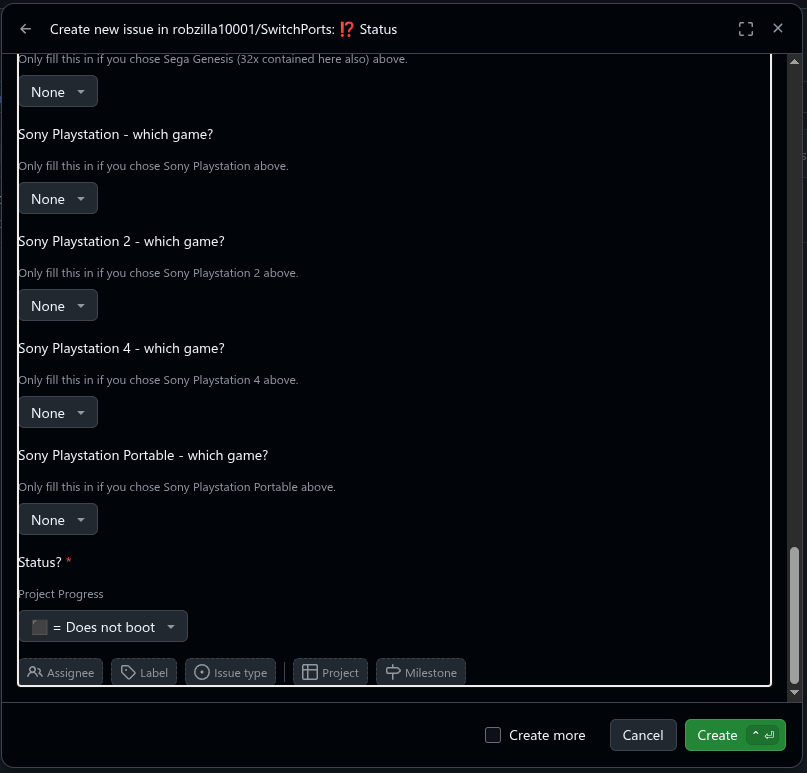 Create new issue in robzilla10001/SwitchPorts: ⁉️ Status
Only fill this in if you chose Sega Genesis (32x contained here also) above.
None
Sony Playstation - which game?
Only fill this in if you chose Sony Playstation above.
None
Sony Playstation 2 - which game?
Only fill this in if you chose Sony Playstation 2 above.
None
Sony Playstation 4 - which game?
Only fill this in if you chose Sony Playstation 4 above.
None
Sony Playstation Portable - which game?
Only fill this in if you chose Sony Playstation Portable above.
None
Status? *
Project Progress
⬛ = Does not boot
Assignee Label Issue type Project Milestone
Create more Cancel Create ⌃ ⏎